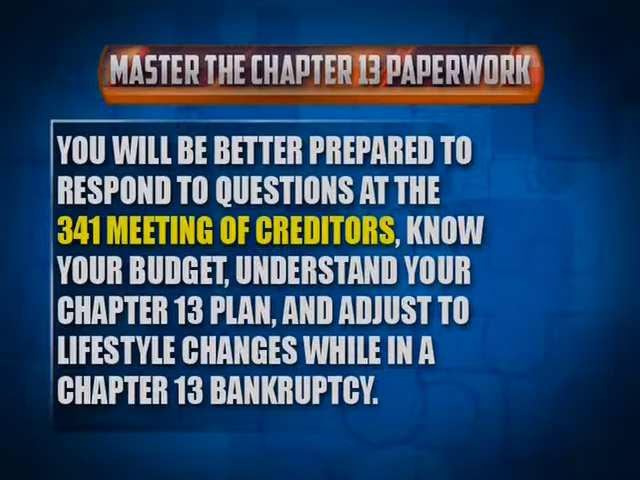 MASTER THE CHAPTER 13 PAPERWORK
YOU WILL BE BETTER PREPARED TO
RESPOND TO QUESTIONS AT THE
341 MEETING OF CREDITORS, KNOW
YOUR BUDGET, UNDERSTAND YOUR
CHAPTER 13 PLAN, AND ADJUST TO
LIFESTYLE CHANGES WHILE IN A
CHAPTER 13 BANKRUPTCY.